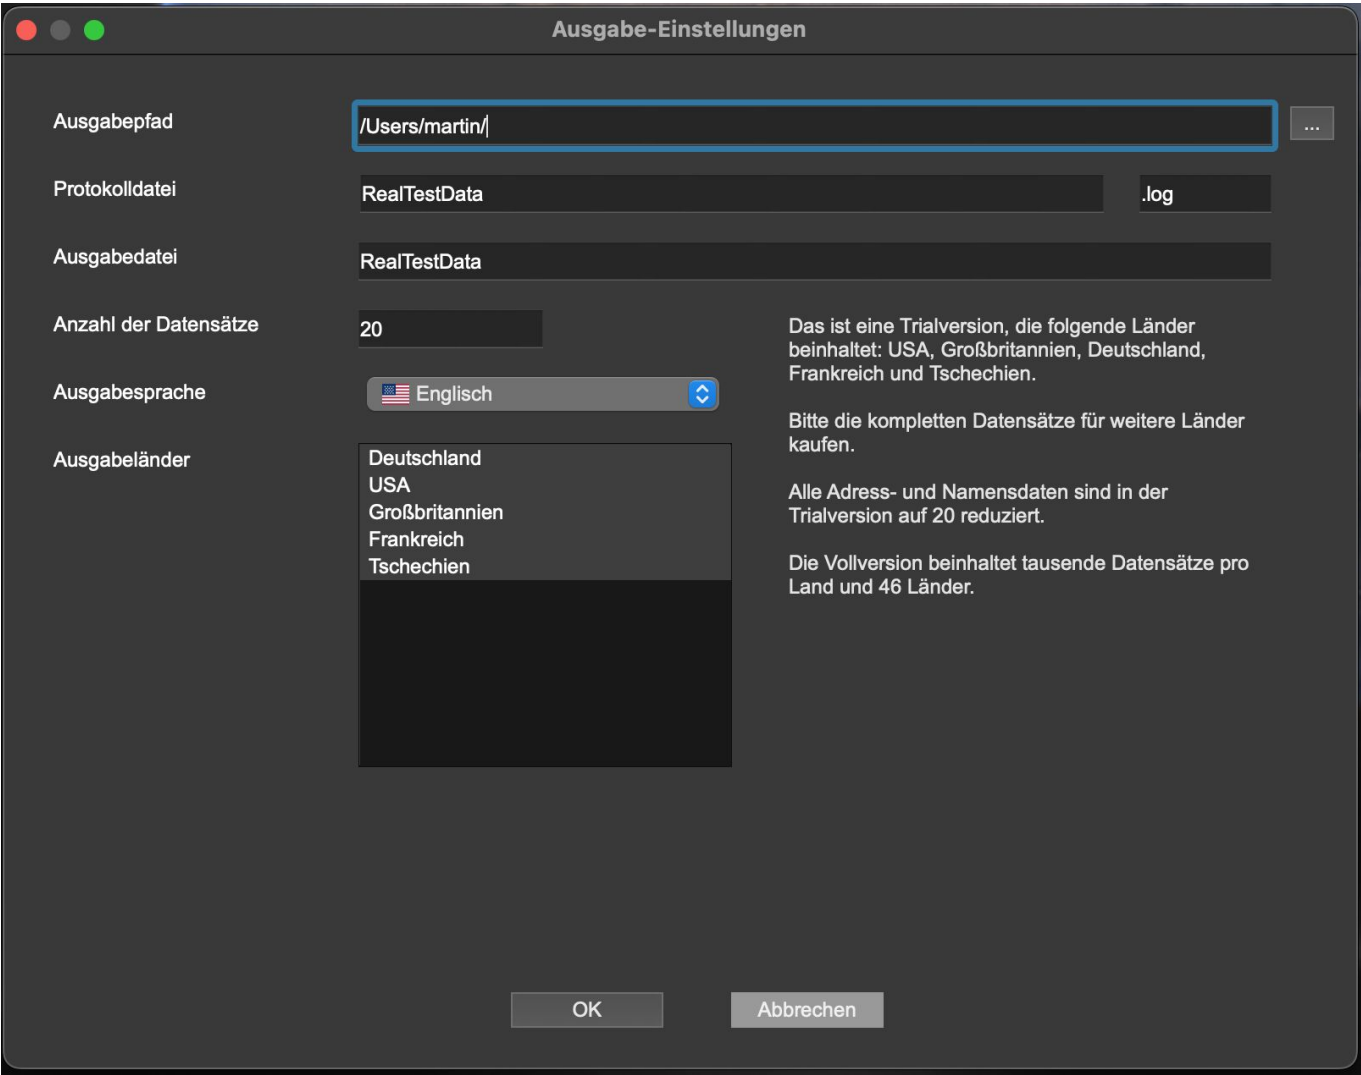 Ausgabe-Einstellungen
Ausgabepfad
/Users/martin/
...
Protokolldatei
RealTestData
.log
Ausgabedatei
RealTestData
Anzahl der Datensätze
20
Ausgabesprache
Englisch
Ausgabeländer
Deutschland
USA
Großbritannien
Frankreich
Tschechien
Das ist eine Trialversion, die folgende Länder
beinhaltet: USA, Großbritannien, Deutschland,
Frankreich und Tschechien.
Bitte die kompletten Datensätze für weitere Länder
kaufen.
Alle Adress- und Namensdaten sind in der
Trialversion auf 20 reduziert.
Die Vollversion beinhaltet tausende Datensätze pro
Land und 46 Länder.
OK
Abbrechen